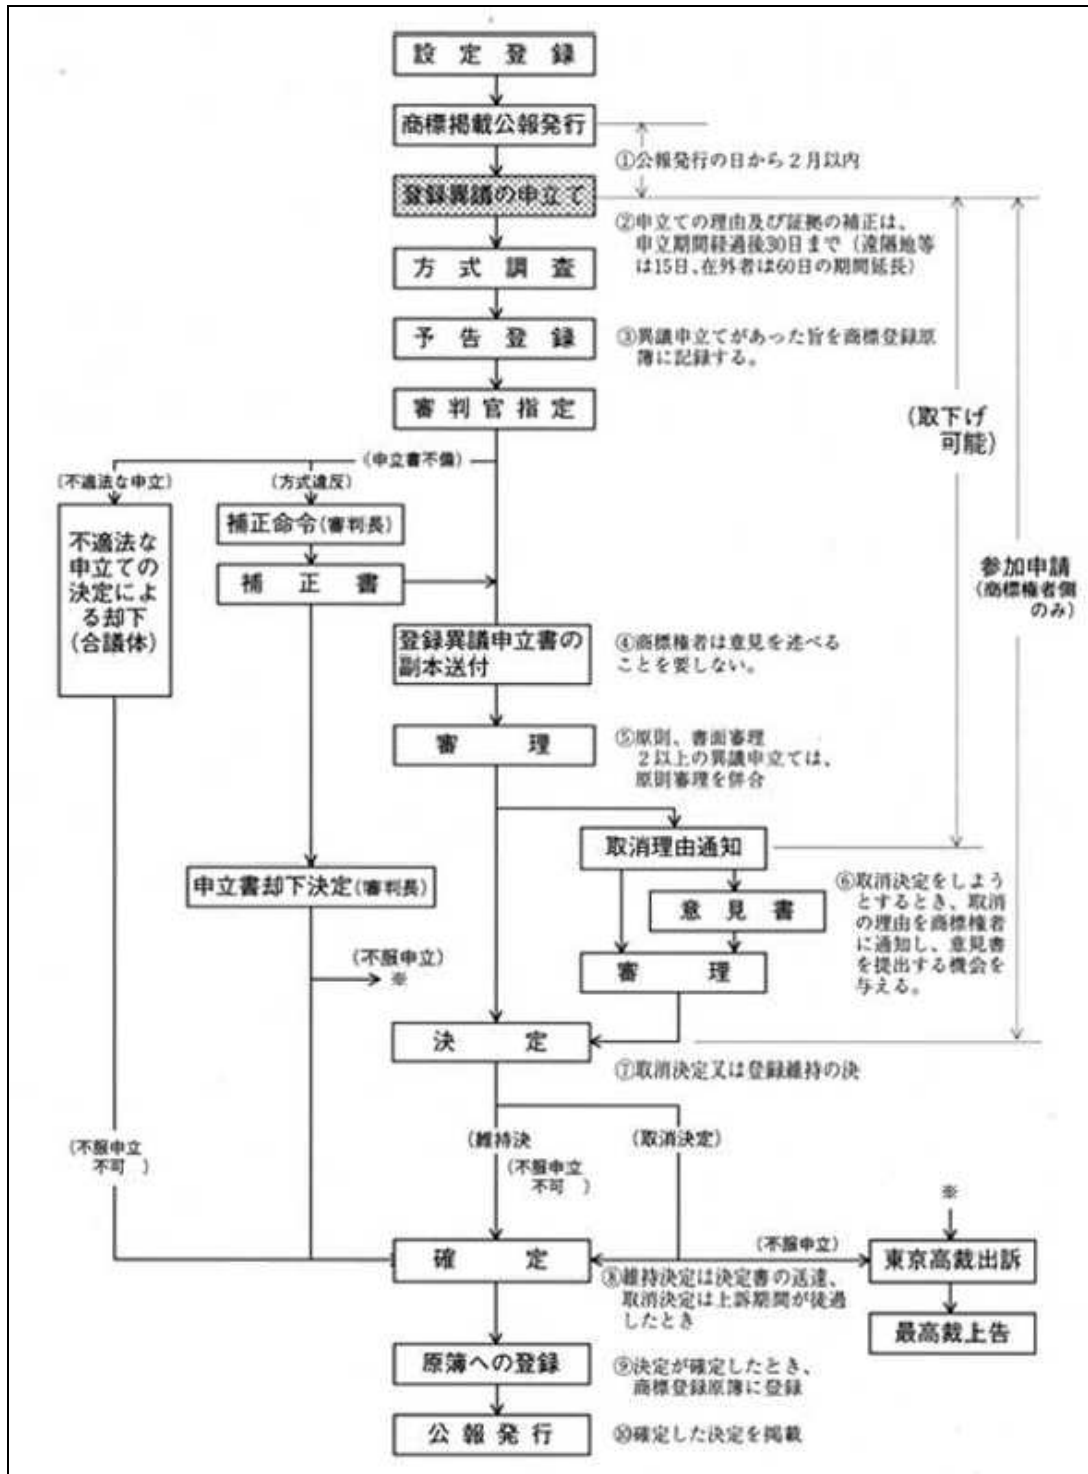 設定登録
商標掲載公報発行
①公報発行の日から2月以内
登録異議の申立て
②申立ての理由及び証拠の補正は、
申立期間経過後30日まで（遠隔地等
は15日、在外者は60日の期間延長）
方式調査
予告登録
③異議申立てがあった旨を商標登録原
簿に記録する。
審判官指定
(取下げ
可能)
(申立書不備)
(不適法な申立)
(方式違反)
不適法な
申立ての
決定によ
る却下
(合議体)
補正命令(審判長)
補正書
参加申請
(商標権者側
のみ)
登録異議申立書の
副本送付
④商標権者は意見を述べる
ことを要しない。
審理
⑤原則、書面審理
2以上の異議申立ては、
原則審理を併合
取消理由通知
申立書却下決定(審判長)
意見書
⑥取消決定をしよう
とするとき、取消
の理由を商標権者
に通知し、意見書
を提出する機会を
与える。
(不服申立)
※
審理
決定
⑦取消決定又は登録維持の決
(維持決
(取消決定)
(不服申立
不可)
(不服申立
不可)
※
確定
(不服申立)
東京高裁出訴
⑧維持決定は決定書の送達、
取消決定は上訴期間が徒過
したとき
最高裁上告
原簿への登録
⑨決定が確定したとき、
商標登録原簿に登録
公報発行
⑩確定した決定を掲載